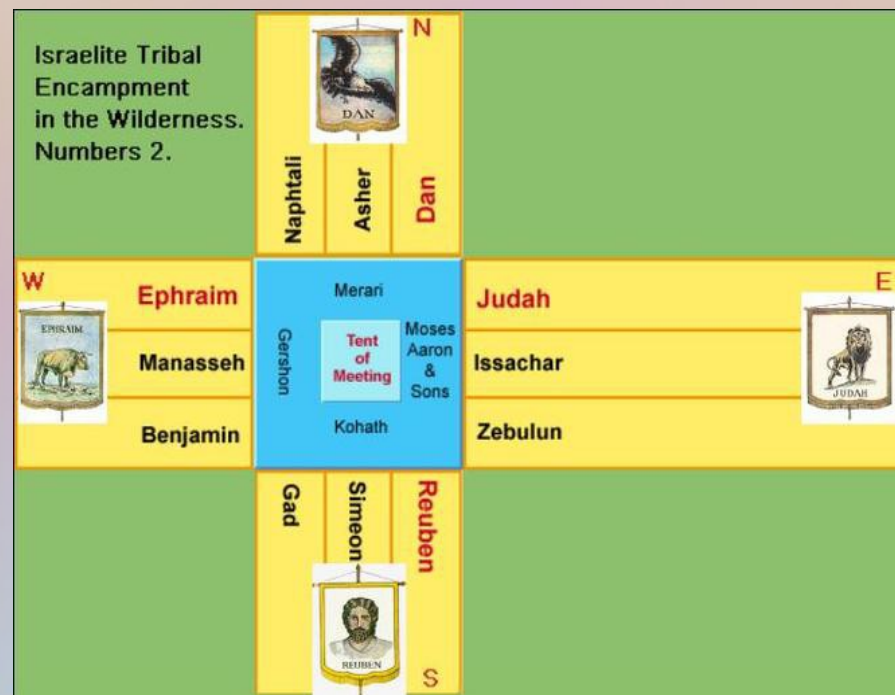 Israelite Tribal
Encampment
in the Wilderness.
Numbers 2.
N
DAN
Naphtali
Asher
Dan
W
EPHRAIM
Ephraim
Manasseh
Benjamin
Merari
Gershon
Tent
of
Meeting
Moses
Aaron
&
Sons
Kohath
E
Judah
Issachar
Zebulun
JUDAH
Gad
Simeon
Reuben
REUBEN
S